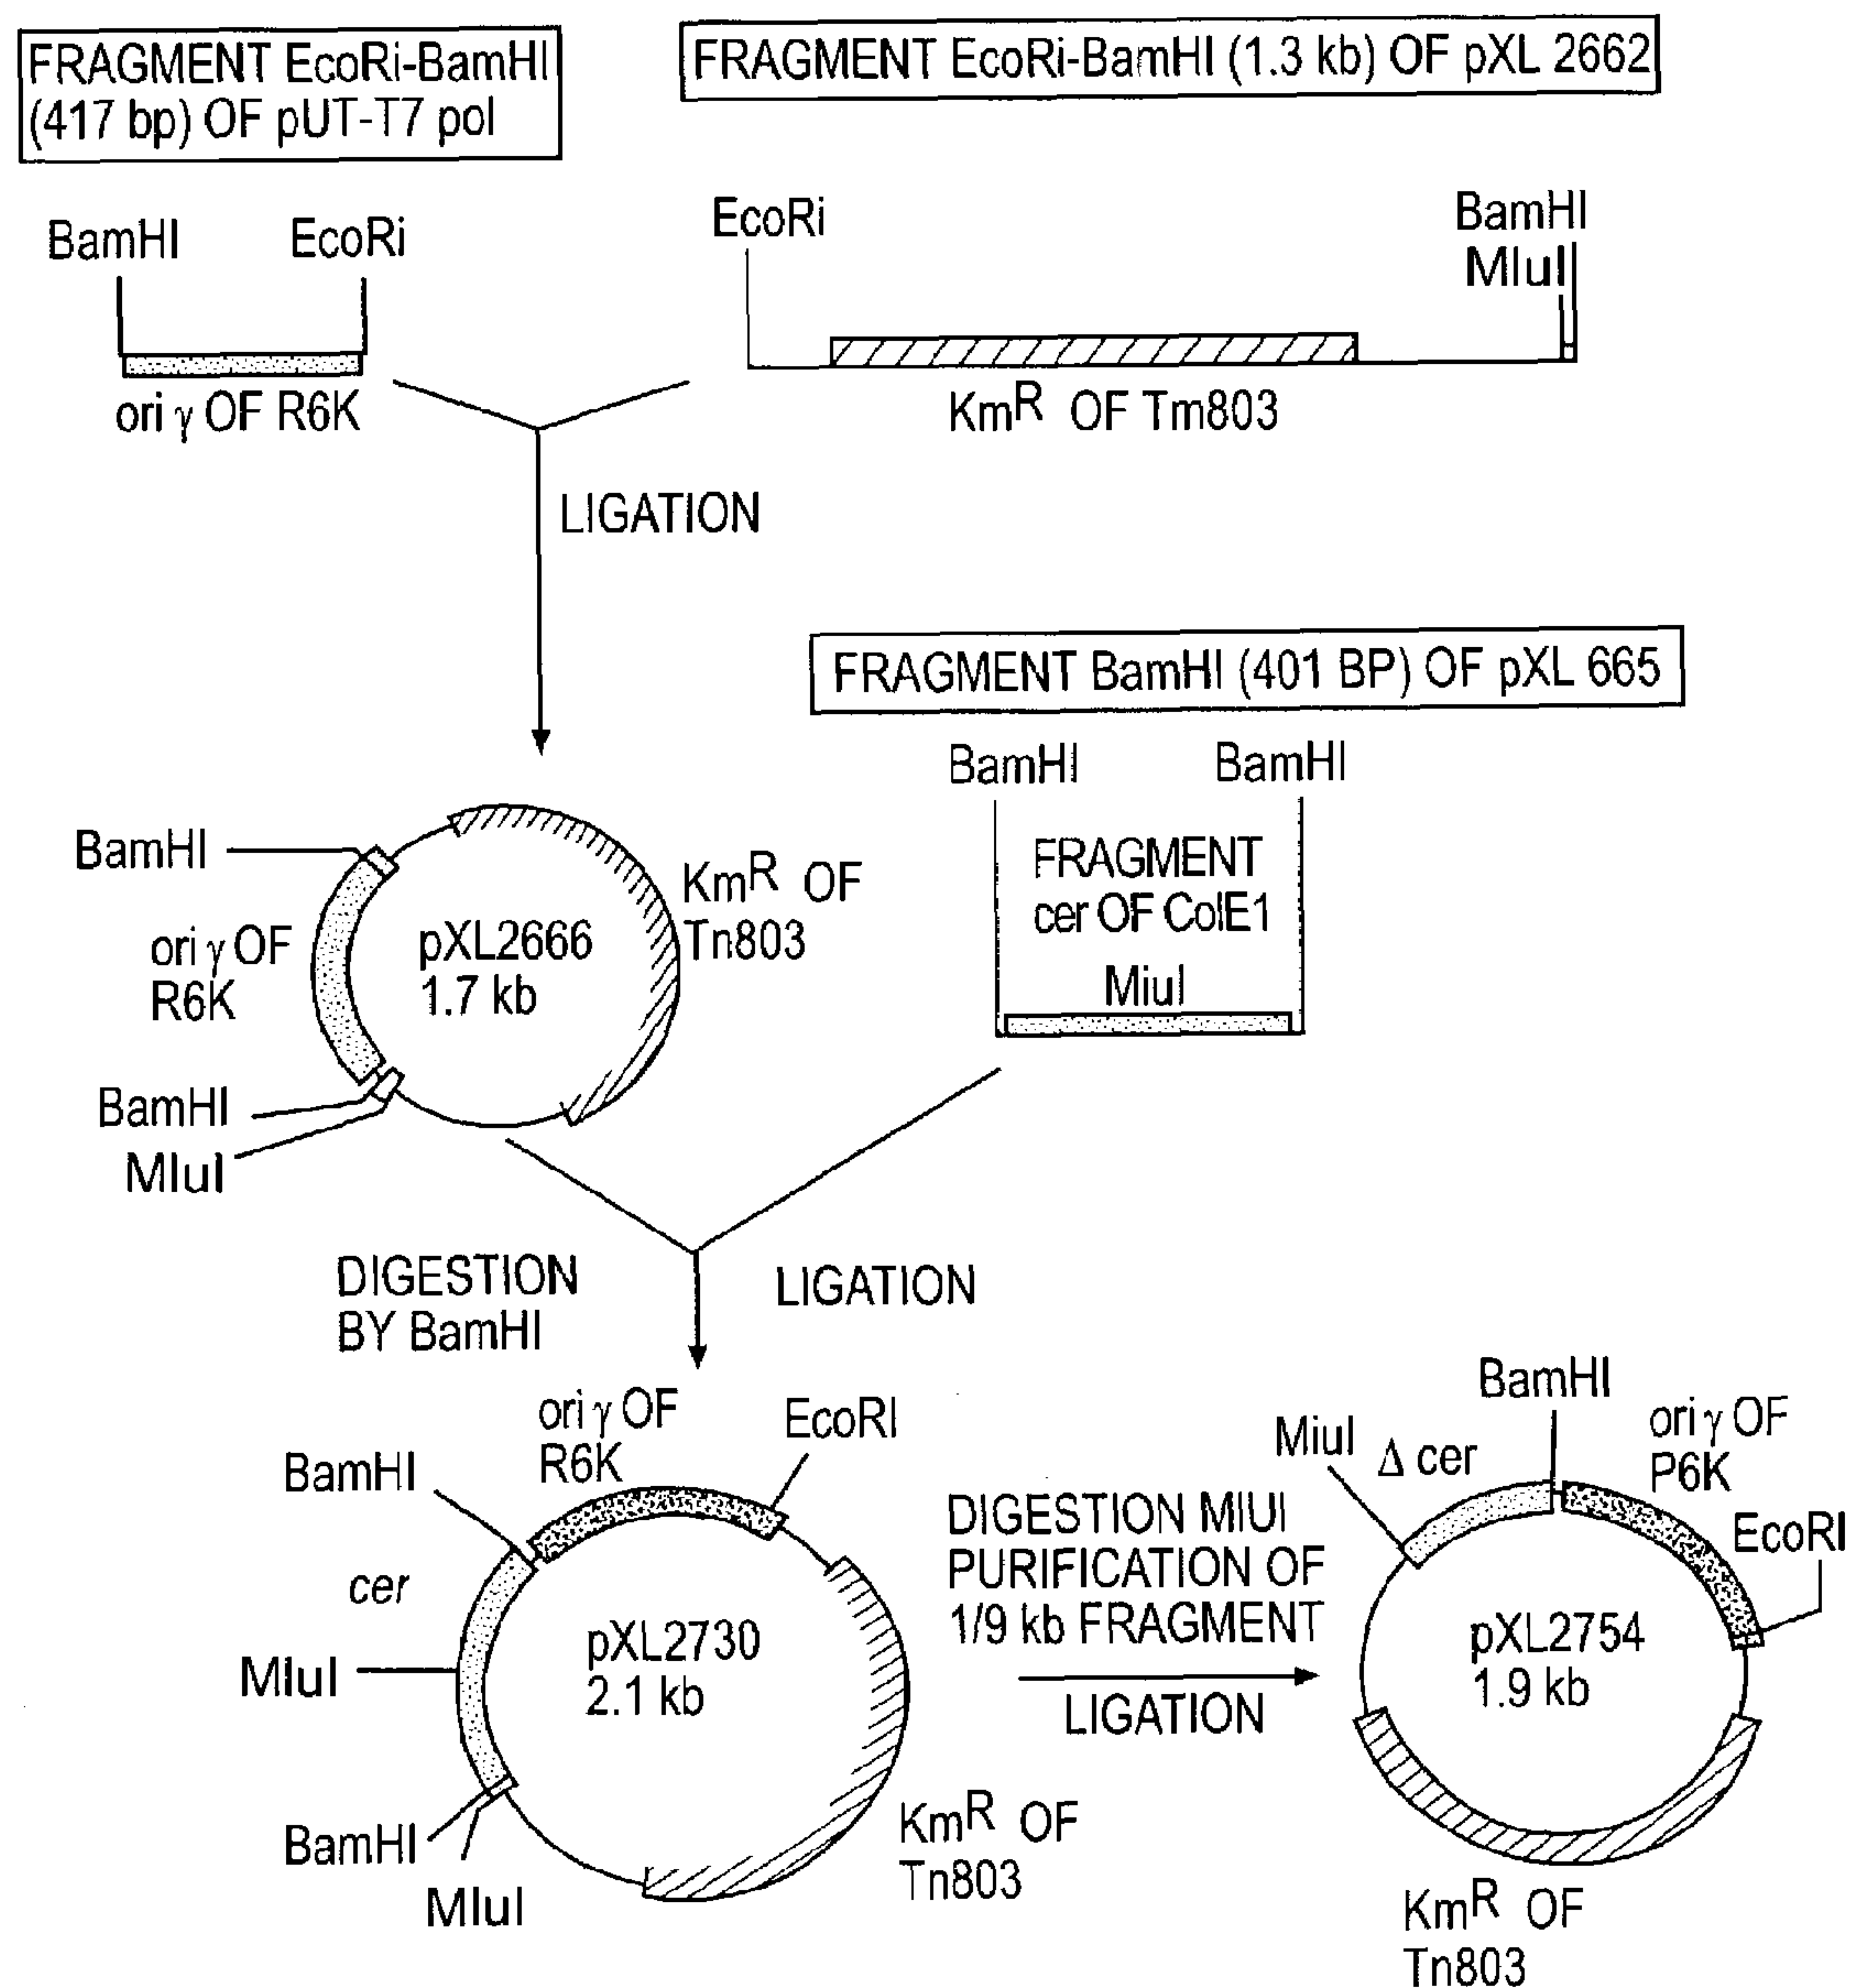 FRAGMENT EcoRi-BamHI
(417 bp) OF pUT-T7 pol
FRAGMENT EcoRi-BamHI (1.3 kb) OF pXL 2662
BamHI
EcoRi
ori γ OF R6K
EcoRi
BamHI
MluI
KmR OF Tm803
LIGATION
FRAGMENT BamHI (401 BP) OF pXL 665
BamHI
BamHI
FRAGMENT
cer OF ColE1
MiuI
BamHI
ori γ OF
R6K
pXL2666
1.7 kb
KmR OF
Tn803
BamHI
MluI
DIGESTION
BY BamHI
LIGATION
ori γ OF
R6K
EcoRI
BamHI
cer
MluI
pXL2730
2.1 kb
BamHI
MluI
KmR OF
Tn803
DIGESTION MIUI
PURIFICATION OF
1/9 kb FRAGMENT
LIGATION
BamHI
MiuI
Δ cer
ori γ OF
P6K
EcoRI
pXL2754
1.9 kb
KmR OF
Tn803